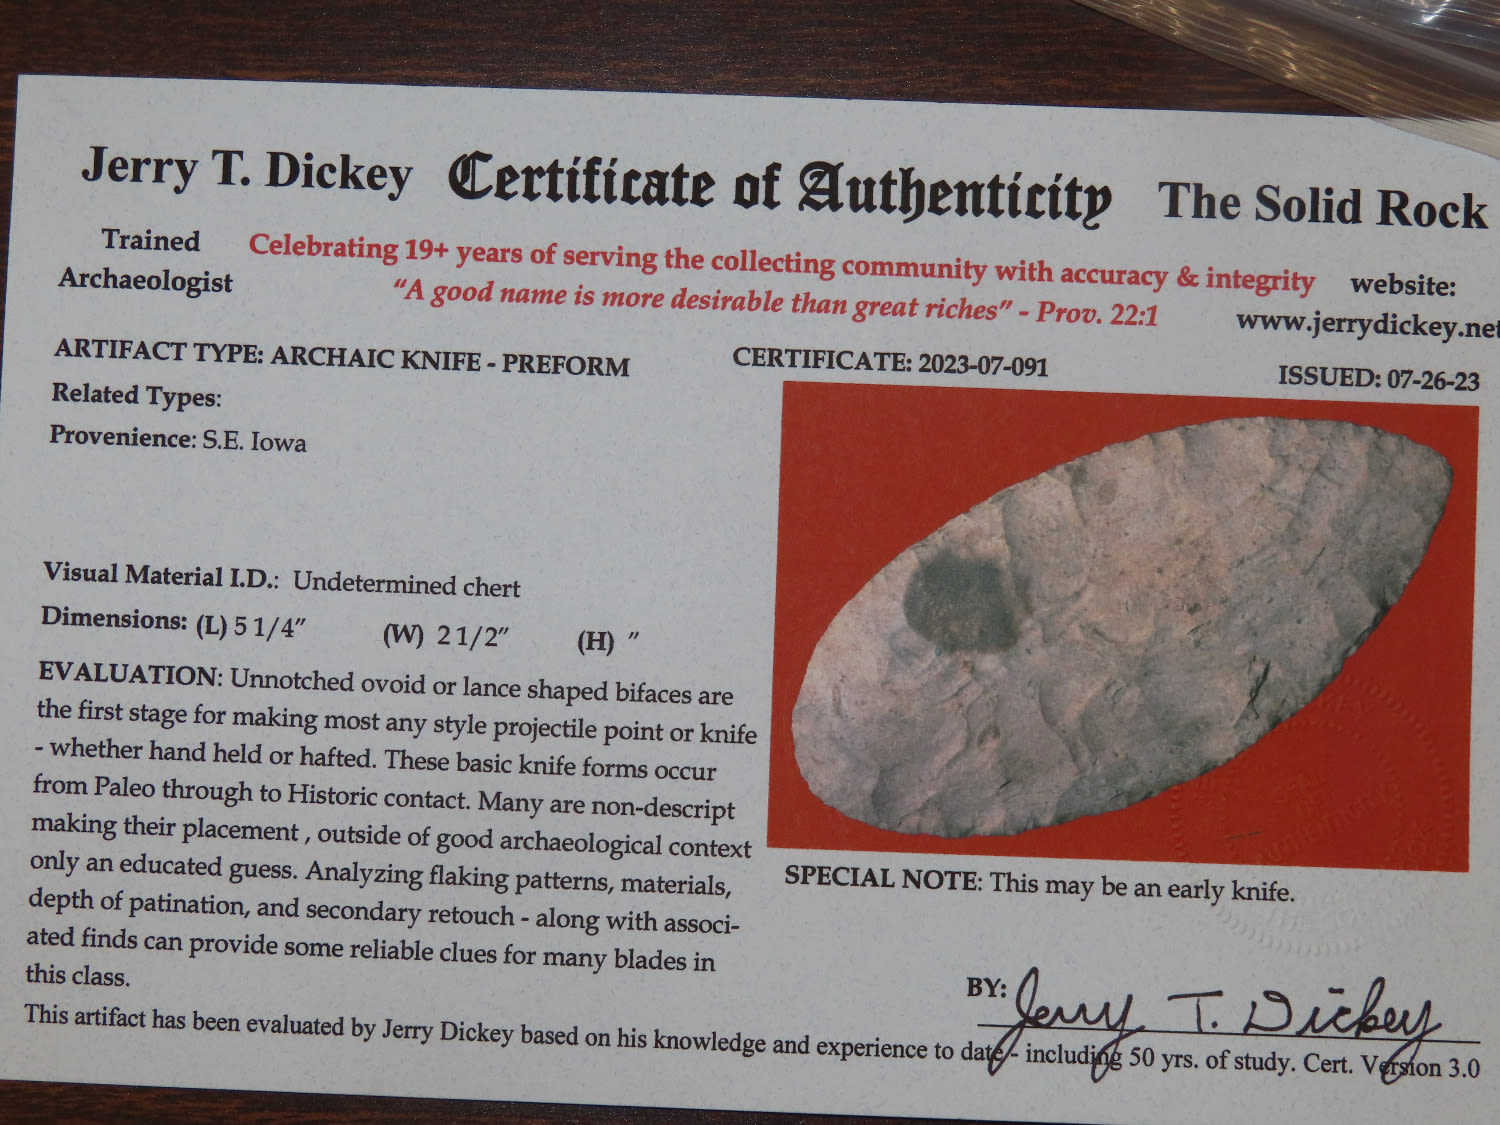 Jerry T. Dickey Certificate of Authenticity The Solid Rock
Trained
Archaeologist
Celebrating 19+ years of serving the collecting community with accuracy & integrity
"A good name is more desirable than great riches" - Prov. 22:1
website:
www.jerrydickey.net
ARTIFACT TYPE: ARCHAIC KNIFE - PREFORM
CERTIFICATE: 2023-07-091
ISSUED: 07-26-23
Related Types:
Provenience: S.E. Iowa
Visual Material I.D.: Undetermined chert
Dimensions: (L) 5 1/4" (W) 2 1/2" (H) "
EVALUATION: Unnotched ovoid or lance shaped bifaces are
the first stage for making most any style projectile point or knife
- whether hand held or hafted. These basic knife forms occur
from Paleo through to Historic contact. Many are non-descript
making their placement , outside of good archaeological context
only an educated guess. Analyzing flaking patterns, materials,
depth of patination, and secondary retouch - along with associ-
ated finds can provide some reliable clues for many blades in
this class.
SPECIAL NOTE: This may be an early knife.
BY: Jerry T. Dickey
This artifact has been evaluated by Jerry Dickey based on his knowledge and experience to date - including 50 yrs. of study. Cert. Version 3.0